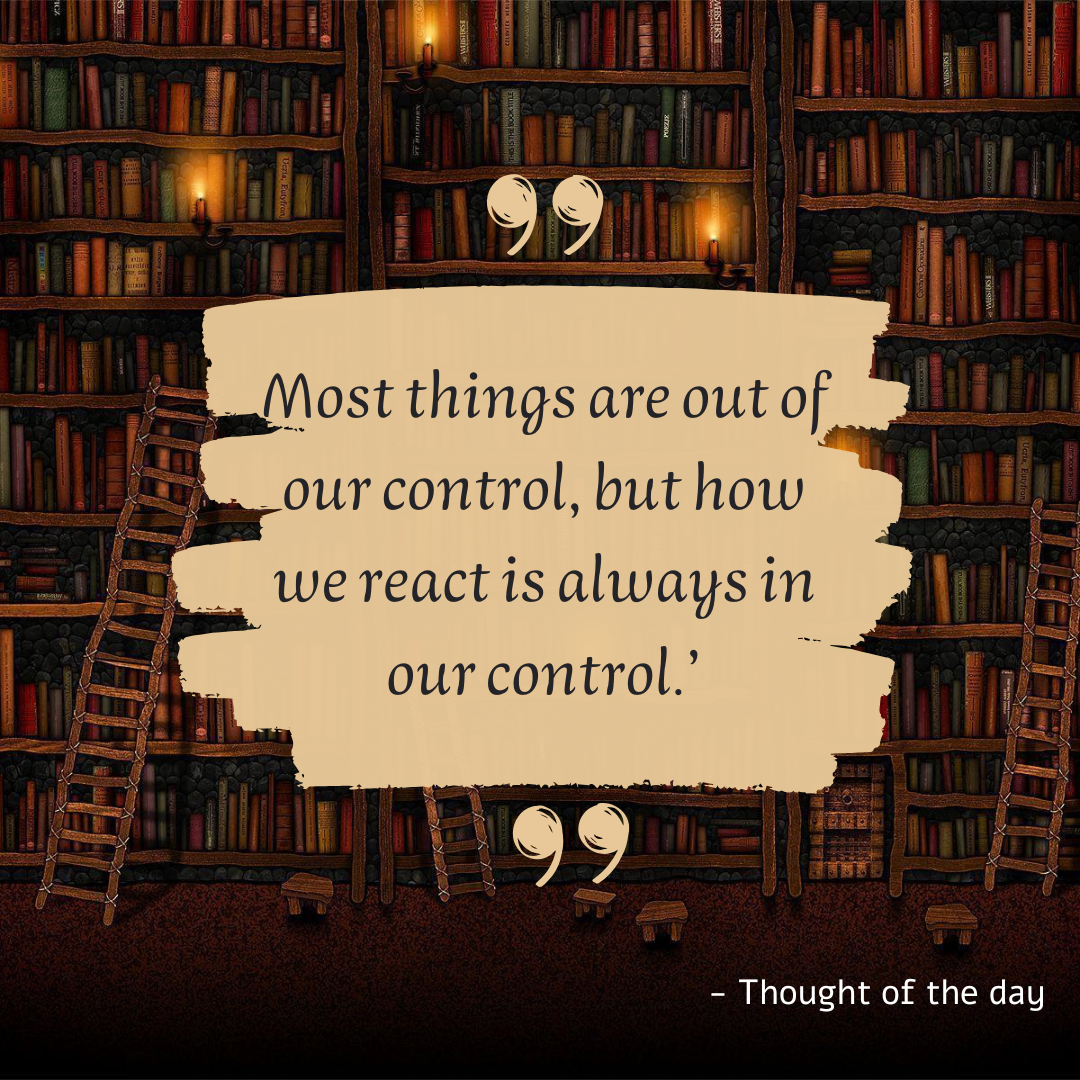 Most things are out of
our control, but how
we react is always in
our control.’
– Thought of the day